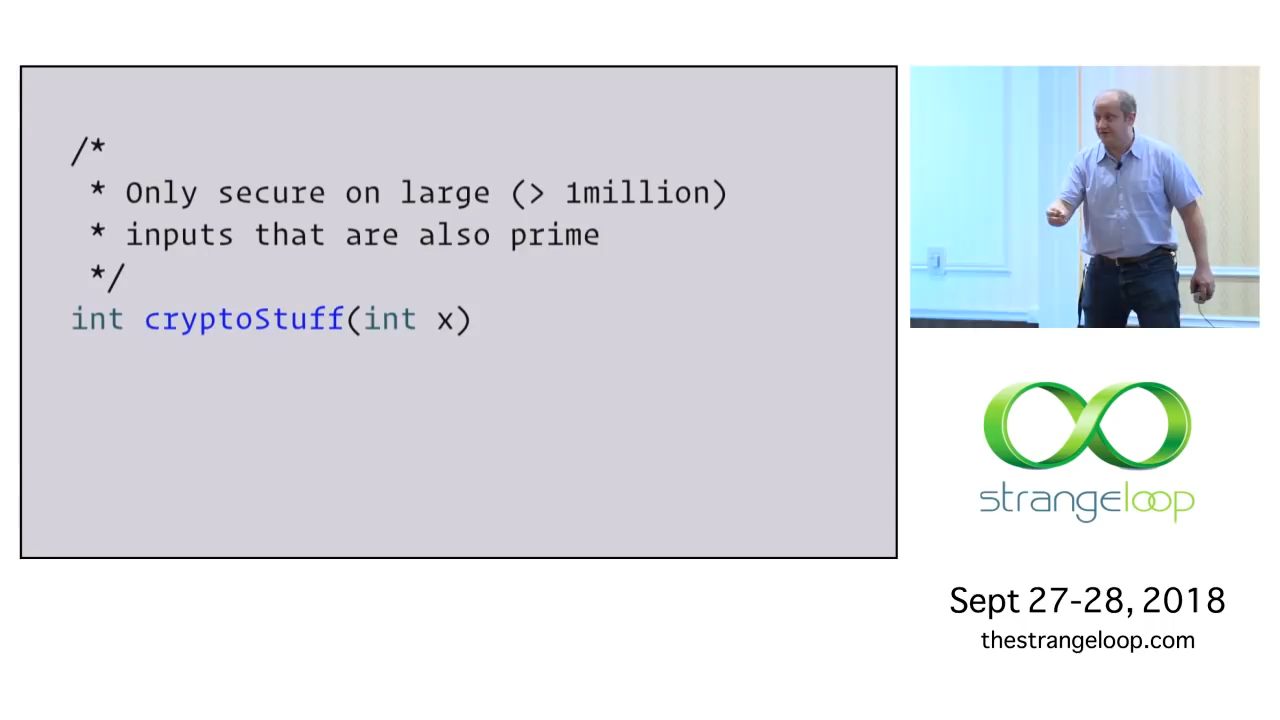 /*
* Only secure on large (> 1million)
* inputs that are also prime
*/
int cryptoStuff(int x)
strangeloop
Sept 27-28, 2018
thestrangeloop.com